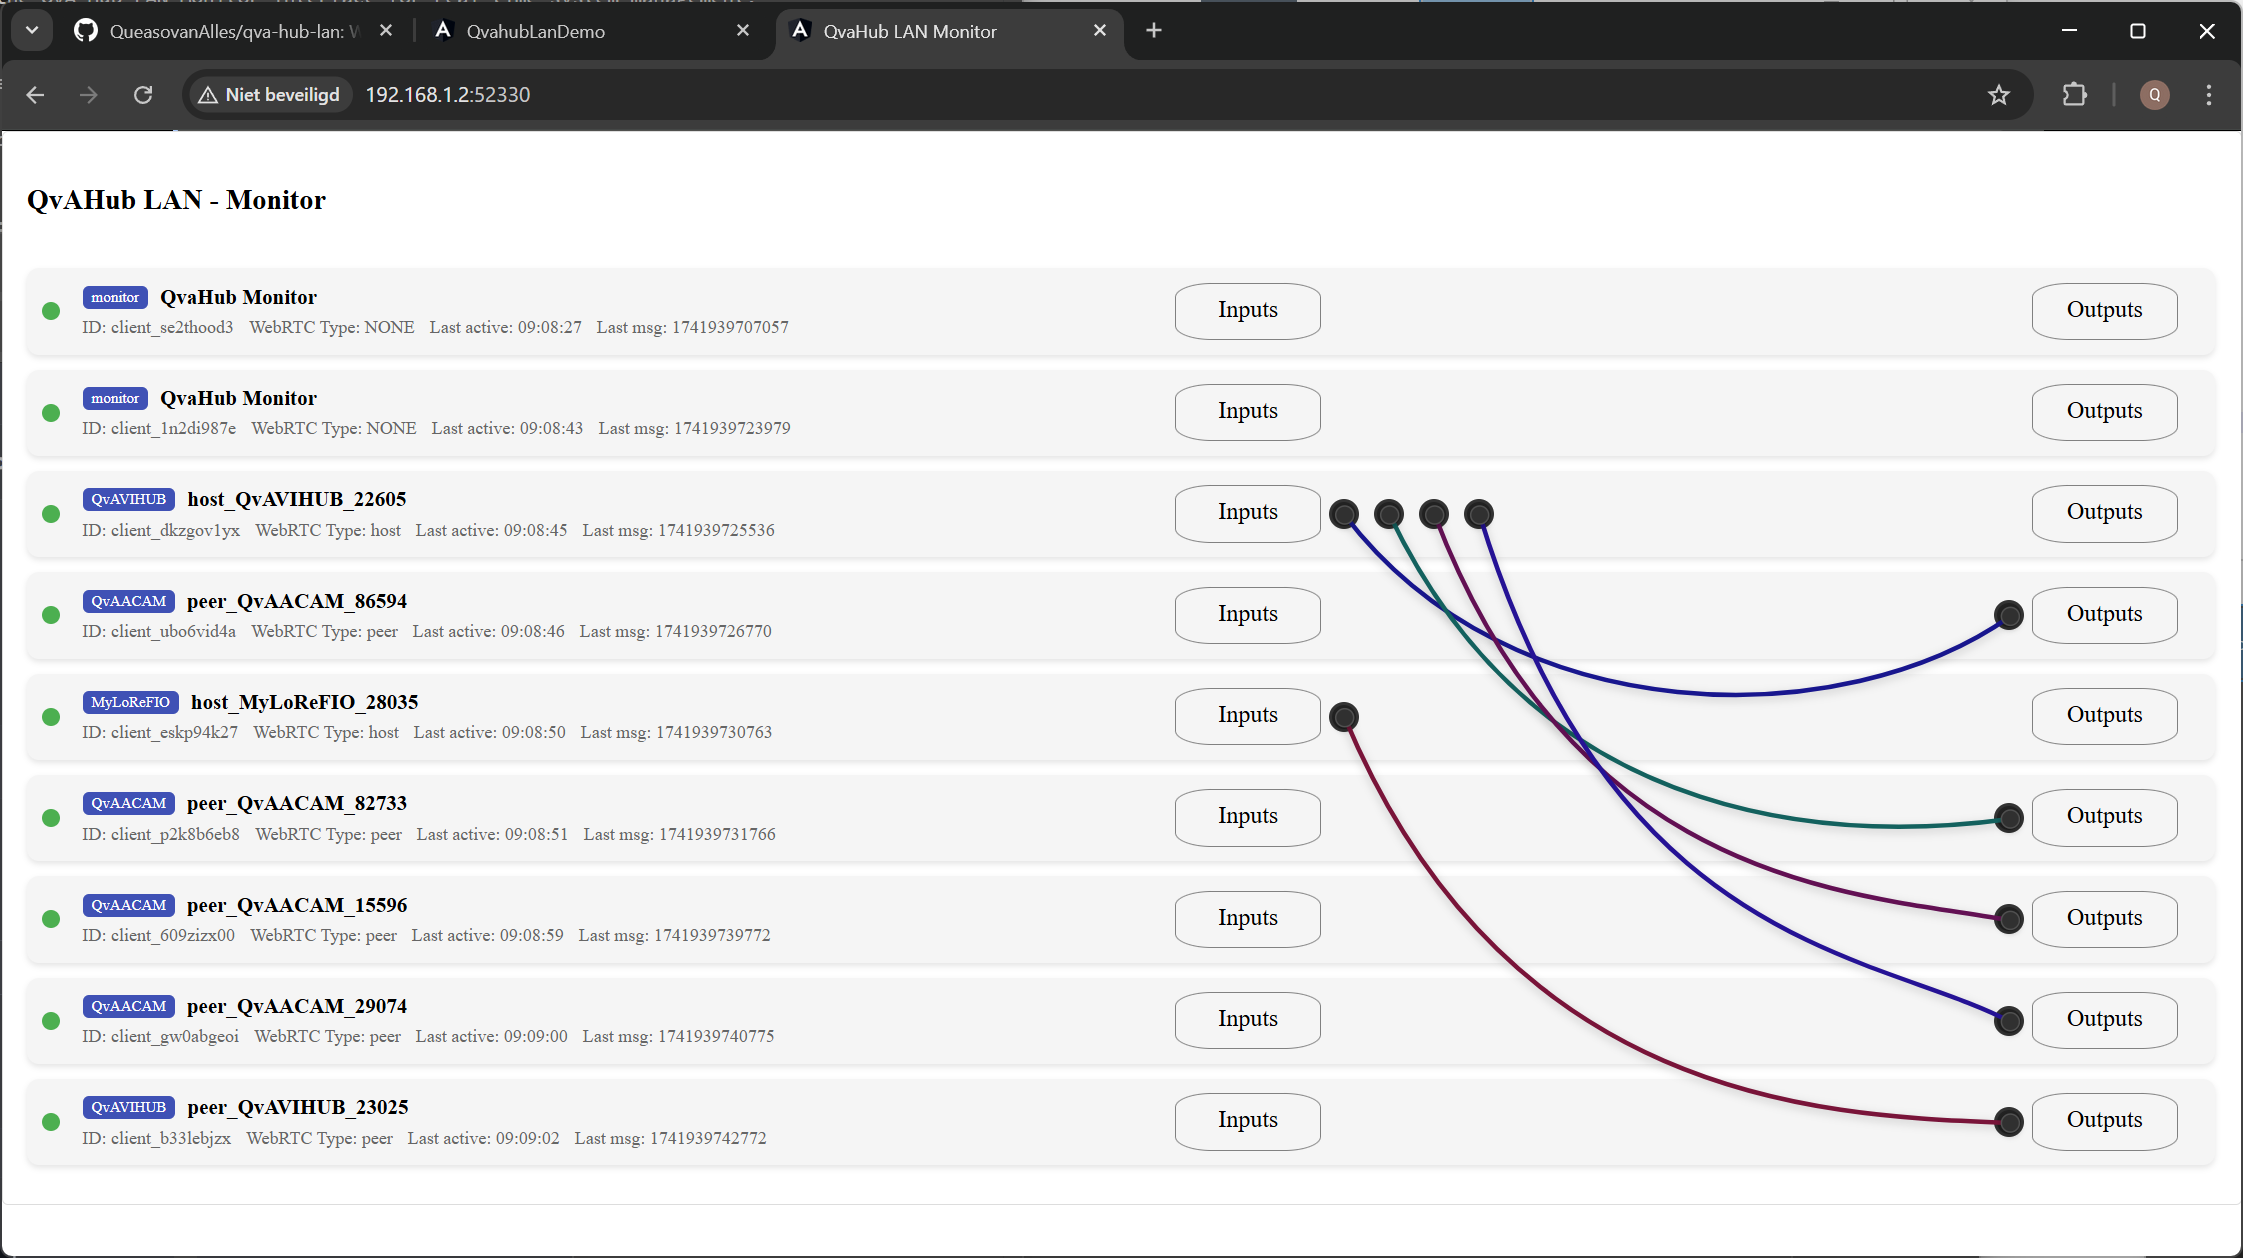 QueasovanAlles/qva-hub-lan: W
QvahubLanDemo
QvaHub LAN Monitor
Niet beveiligd
192.168.1.2:52330
Q
QvAHub LAN - Monitor
monitor QvaHub Monitor
ID: client_se2thood3 WebRTC Type: NONE Last active: 09:08:27 Last msg: 1741939707057
Inputs
Outputs
monitor QvaHub Monitor
ID: client_1n2di987e WebRTC Type: NONE Last active: 09:08:43 Last msg: 1741939723979
Inputs
Outputs
QvAVIHUB host_QvAVIHUB_22605
ID: client_dkzgov1yx WebRTC Type: host Last active: 09:08:45 Last msg: 1741939725536
Inputs
Outputs
QvAACAM peer_QvAACAM_86594
ID: client_ubo6vid4a WebRTC Type: peer Last active: 09:08:46 Last msg: 1741939726770
Inputs
Outputs
MyLoReFIO host_MyLoReFIO_28035
ID: client_eskp94k27 WebRTC Type: host Last active: 09:08:50 Last msg: 1741939730763
Inputs
Outputs
QvAACAM peer_QvAACAM_82733
ID: client_p2k8b6eb8 WebRTC Type: peer Last active: 09:08:51 Last msg: 1741939731766
Inputs
Outputs
QvAACAM peer_QvAACAM_15596
ID: client_609zizx00 WebRTC Type: peer Last active: 09:08:59 Last msg: 1741939739772
Inputs
Outputs
QvAACAM peer_QvAACAM_29074
ID: client_gw0abgeoi WebRTC Type: peer Last active: 09:09:00 Last msg: 1741939740775
Inputs
Outputs
QvAVIHUB peer_QvAVIHUB_23025
ID: client_b33lebjzx WebRTC Type: peer Last active: 09:09:02 Last msg: 1741939742772
Inputs
Outputs